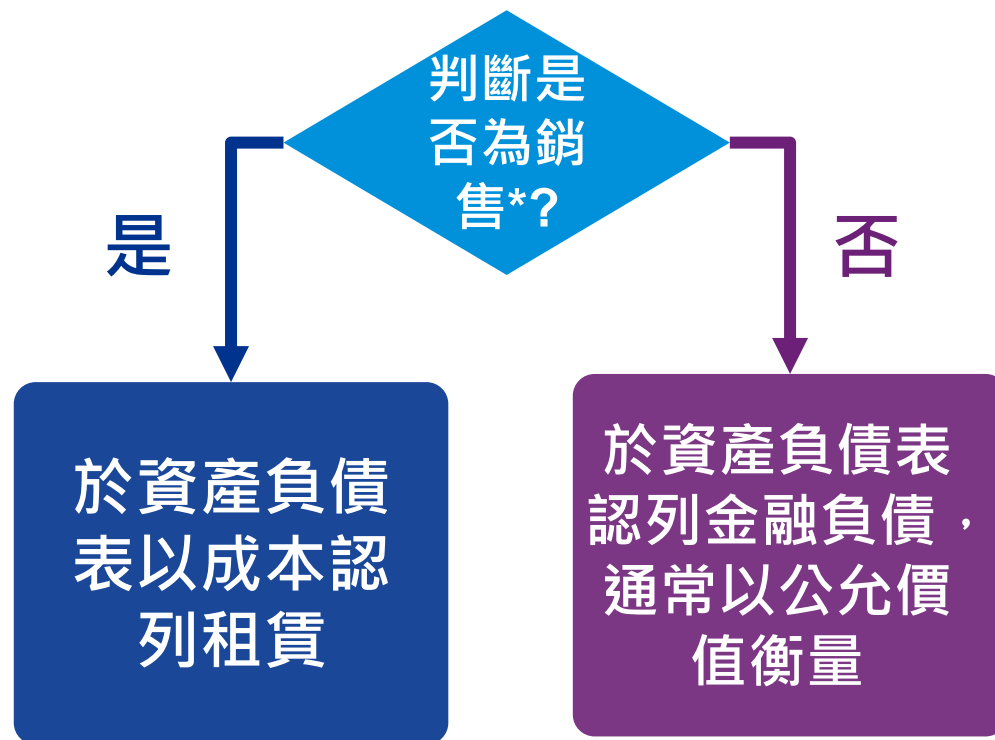 判斷是
否為銷
售*?
是
否
於資產負債
表以成本認
列租賃
於資產負債表
認列金融負債，
通常以公允價
值衡量